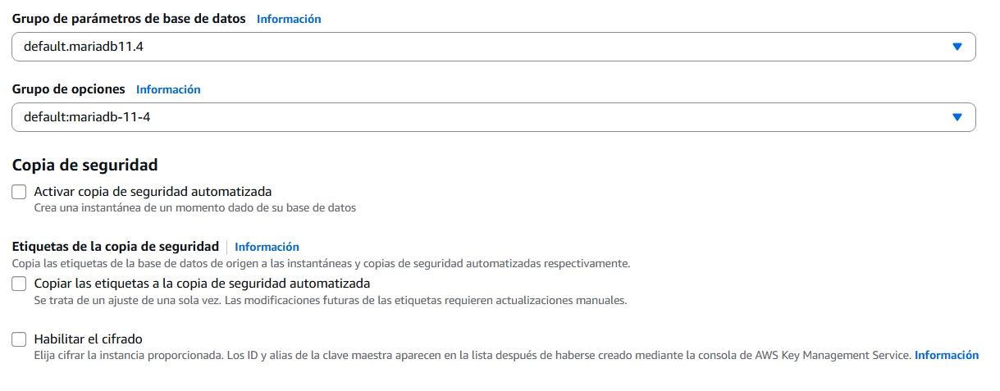 Grupo de parámetros de base de datos Información
default.mariadb11.4
Grupo de opciones Información
default:mariadb-11-4
Copia de seguridad
Activar copia de seguridad automatizada
Crea una instantánea de un momento dado de su base de datos
Etiquetas de la copia de seguridad Información
Copia las etiquetas de la base de datos de origen a las instantáneas y copias de seguridad automatizadas respectivamente.
Copiar las etiquetas a la copia de seguridad automatizada
Se trata de un ajuste de una sola vez. Las modificaciones futuras de las etiquetas requieren actualizaciones manuales.
Habilitar el cifrado
Elija cifrar la instancia proporcionada. Los ID y alias de la clave maestra aparecen en la lista después de haberse creado mediante la consola de AWS Key Management Service. Información